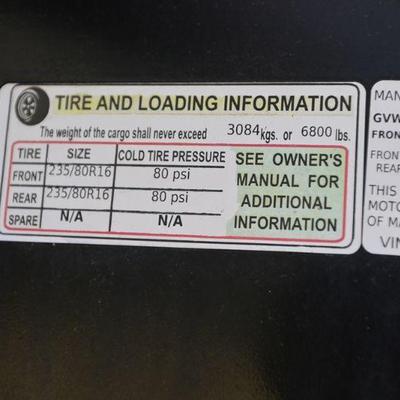 TIRE AND LOADING INFORMATION
The weight of the cargo shall never exceed 3084kgs. or 6800 lbs.
TIRE SIZE COLD TIRE PRESSURE
FRONT 235/80R16 80 psi
REAR 235/80R16 80 psi
SPARE N/A N/A
SEE OWNER'S
MANUAL FOR
ADDITIONAL
INFORMATION
MAN
GVW
FRON
FRONT
REAR
THIS
MOTO
OF MA
VIN